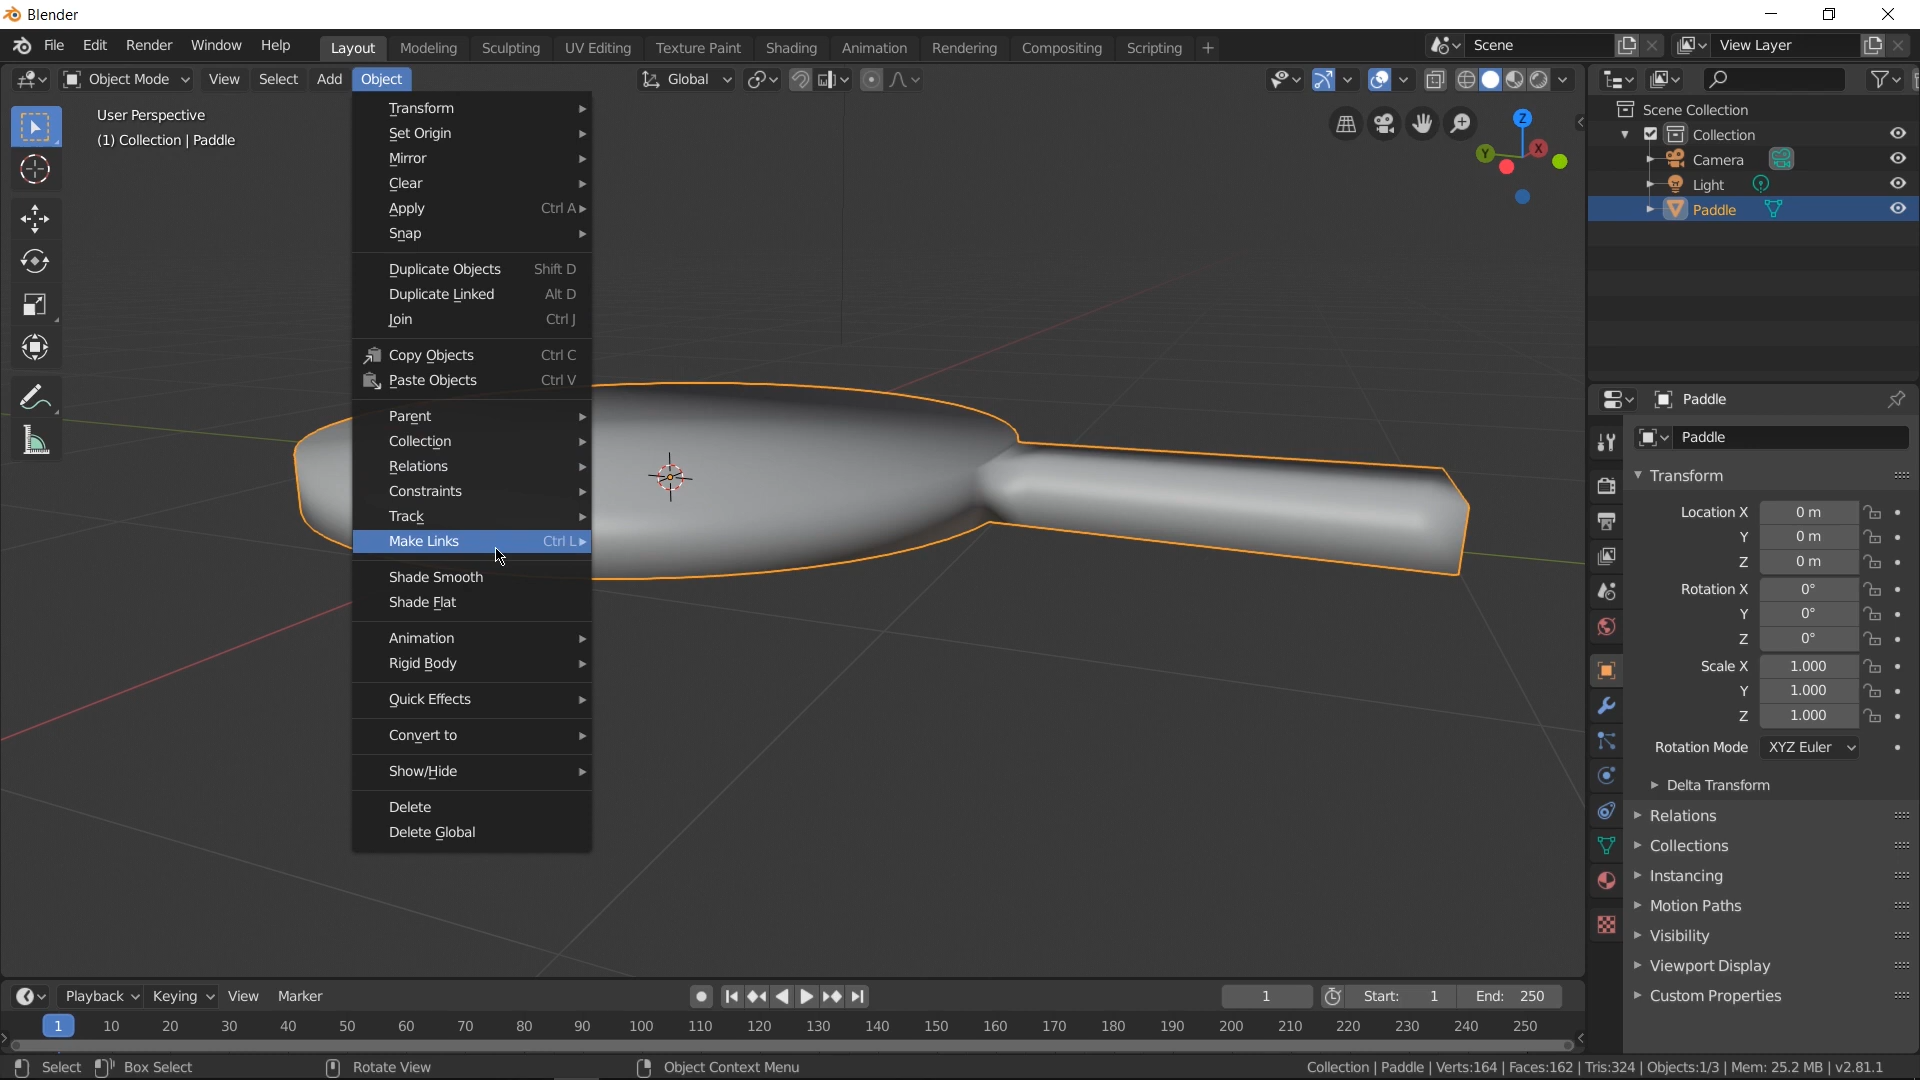 Blender
File Edit Render Window Help Layout Modeling Sculpting UV Editing Texture Paint Shading Animation Rendering Compositing Scripting + Scene View Layer
Object Mode View Select Add Object Global
User Perspective
(1) Collection | Paddle
Transform
Set Origin
Mirror
Clear
Apply Ctrl A
Snap
Duplicate Objects Shift D
Duplicate Linked Alt D
Join Ctrl J
Copy Objects Ctrl C
Paste Objects Ctrl V
Parent
Collection
Relations
Constraints
Track
Make Links Ctrl L
Shade Smooth
Shade Flat
Animation
Rigid Body
Quick Effects
Convert to
Show/Hide
Delete
Delete Global
Z
Y X
Scene Collection
Collection
Camera
Light
Paddle
Paddle
Paddle
Transform
Location X 0 m
Y 0 m
Z 0 m
Rotation X 0°
Y 0°
Z 0°
Scale X 1.000
Y 1.000
Z 1.000
Rotation Mode XYZ Euler
Delta Transform
Relations
Collections
Instancing
Motion Paths
Visibility
Viewport Display
Custom Properties
Playback Keying View Marker 1 Start: 1 End: 250
1 10 20 30 40 50 60 70 80 90 100 110 120 130 140 150 160 170 180 190 200 210 220 230 240 250
Select Box Select Rotate View Object Context Menu Collection | Paddle | Verts:164 | Faces:162 | Tris:324 | Objects:1/3 | Mem: 25.2 MB | v2.81.1